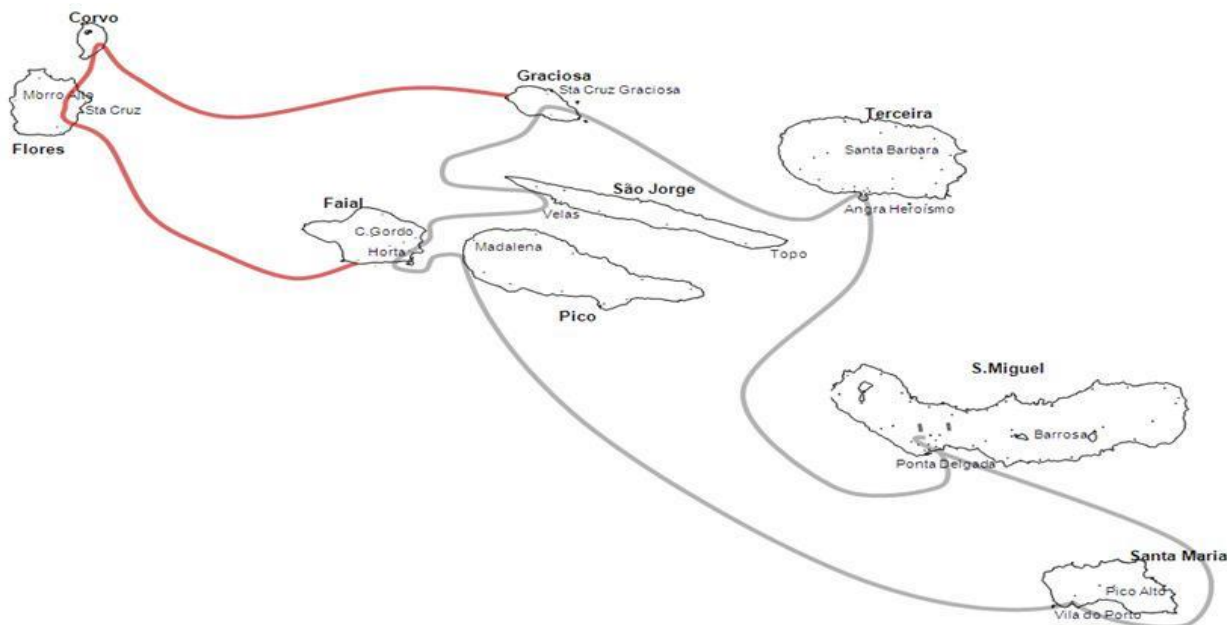 Corvo
Morro Alto
Sta Cruz
Flores
Graciosa
Sta Cruz Graciosa
Terceira
Santa Barbara
Angra Heroísmo
São Jorge
Velas
Topo
Faial
C.Gordo
Horta
Madalena
Pico
S.Miguel
Barrosa
Ponta Delgada
Santa Maria
Pico Alto
Vila do Porto